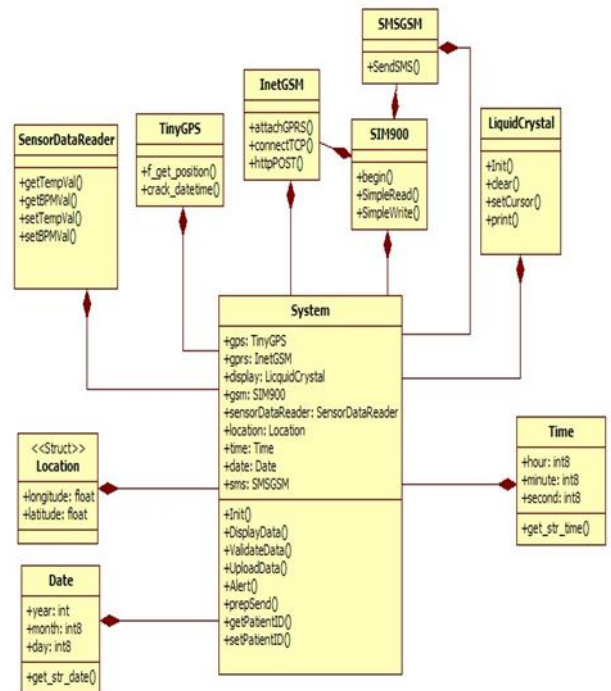 SMSGSM
+SendSMS()
InetGSM
+attachGPRS()
+connectTCP()
+httpPOST()
SIM900
+begin()
+SimpleRead()
+SimpleWrite()
TinyGPS
+f_get_position()
+crack_datetime()
LiquidCrystal
+Init()
+clear()
+setCursor()
+print()
SensorDataReader
+getTempVal()
+getBPMVal()
+setTempVal()
+setBPMVal()
System
+gps: TinyGPS
+gprs: InetGSM
+display: LicquidCrystal
+gsm: SIM900
+sensorDataReader: SensorDataReader
+location: Location
+time: Time
+date: Date
+sms: SMSGSM
+Init()
+DisplayData()
+ValidateData()
+UploadData()
+Alert()
+prepSend()
+getPatientID()
+setPatientID()
<<Struct>>
Location
+longitude: float
+latitude: float
Time
+hour: int8
+minute: int8
+second: int8
+get_str_time()
Date
+year: int
+month: int8
+day: int8
+get_str_date()